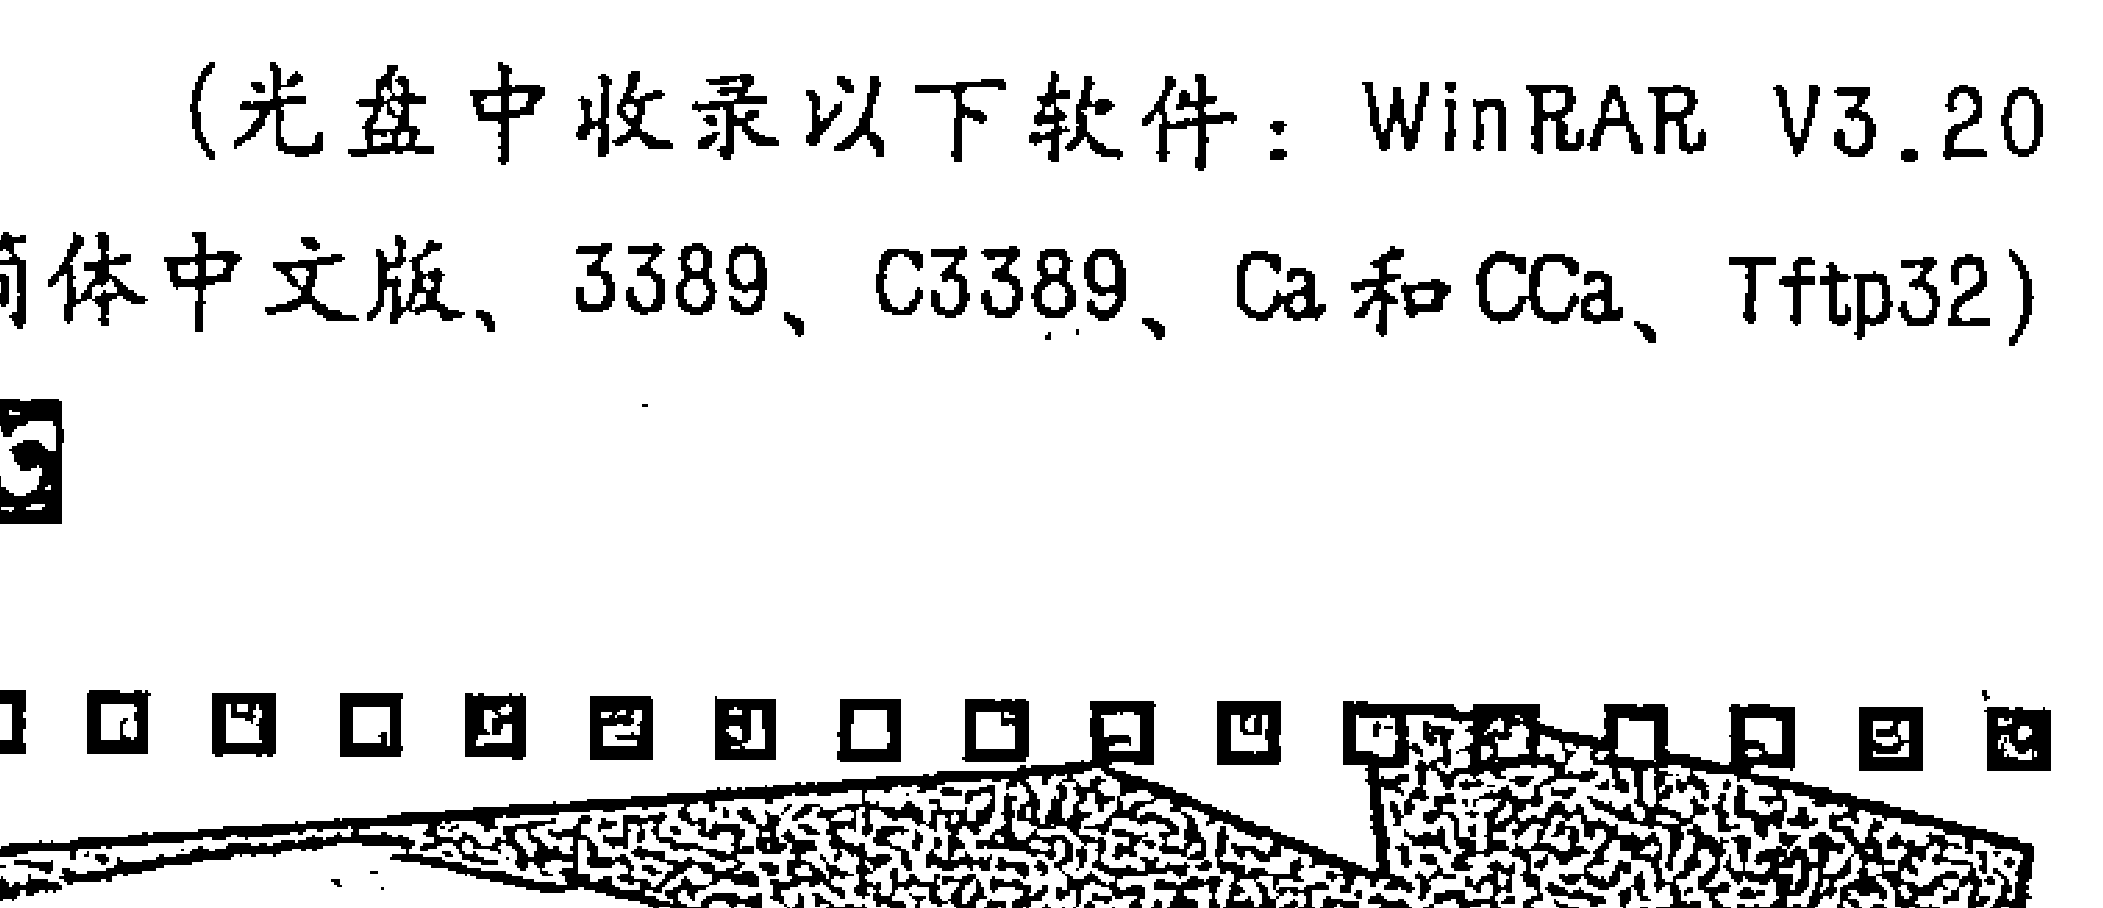 (光盘中收录以下软件：WinRAR V3.20
简体中文版、3389、C3389、Ca和CCa、Tftp32)